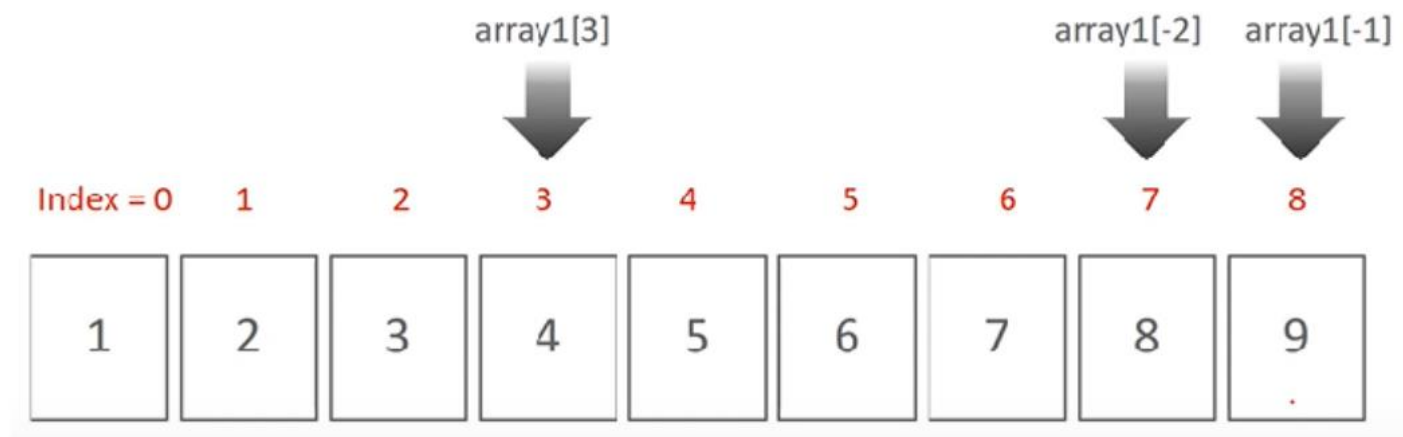 array1[3] array1[-2] array1[-1]
Index = 0 1 2 3 4 5 6 7 8
1 2 3 4 5 6 7 8 9